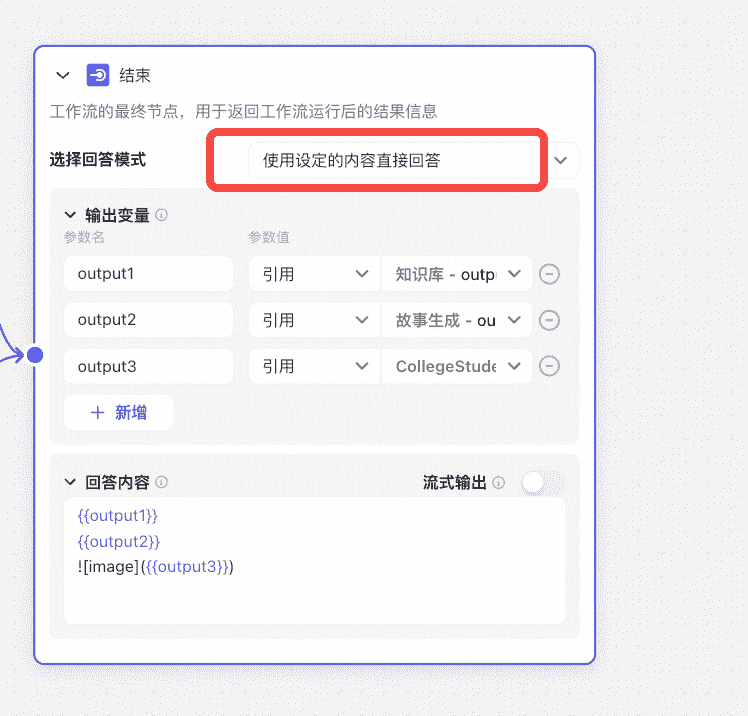 结束
工作流的最终节点，用于返回工作流运行后的结果信息
选择回答模式 使用设定的内容直接回答
输出变量
参数名 参数值
output1 引用 知识库 - outp
output2 引用 故事生成 - ou
output3 引用 CollegeStude
+ 新增
回答内容 流式输出
{{output1}}
{{output2}}
![image]({{output3}})